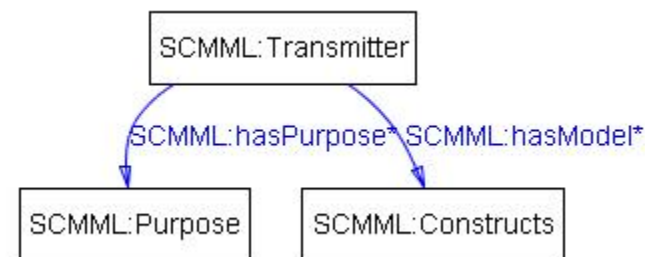 SCMML:Transmitter
SCMML:hasPurpose* SCMML:hasModel*
SCMML:Purpose SCMML:Constructs